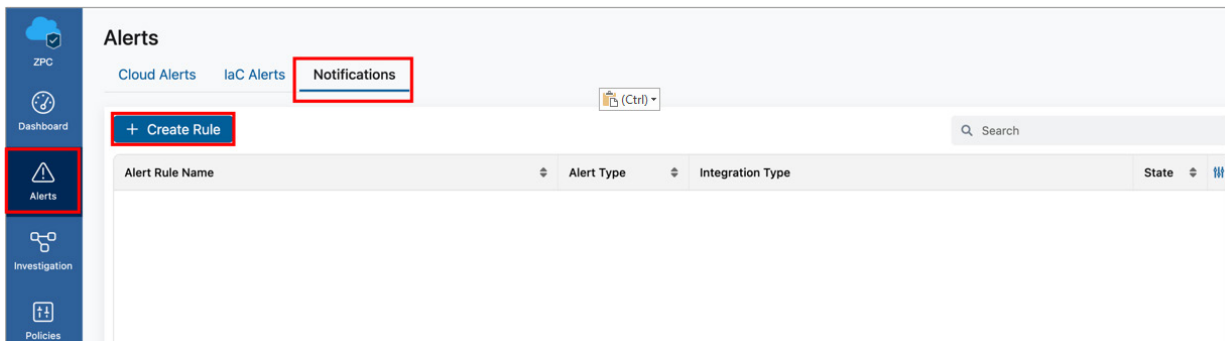 ZPC
Dashboard
Alerts
Investigation
Policies
Alerts
Cloud Alerts IaC Alerts Notifications
(Ctrl)
+ Create Rule
Search
Alert Rule Name Alert Type Integration Type State